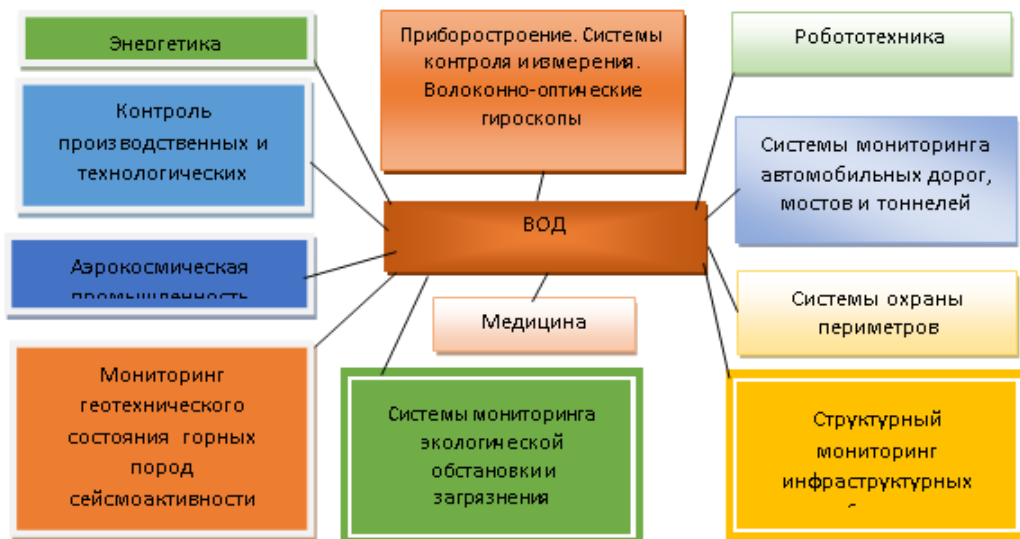 Энергетика
Приборостроение. Системы
контроля и измерения.
Волоконно-оптические
гироскопы
Робототехника
Контроль
производственных и
технологических
Системы мониторинга
автомобильных дорог,
мостов и тоннелей
ВОД
Аэрокосмическая
промышленность
Медицина
Системы охраны
периметров
Мониторинг
геотехнического
состояния горных
пород
сейсмоактивности
Системы мониторинга
экологической
обстановки и
загрязнения
Структурный
мониторинг
инфраструктурных